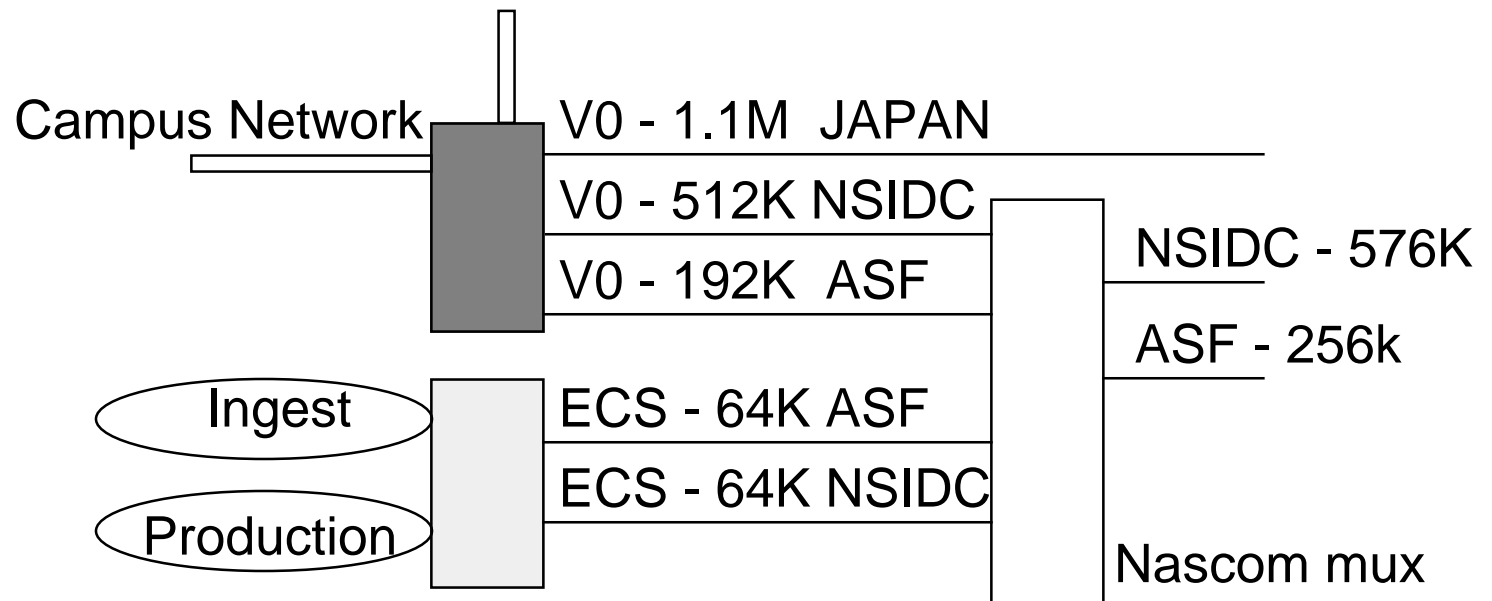 Campus Network
V0 - 1.1M JAPAN
V0 - 512K NSIDC
NSIDC - 576K
V0 - 192K ASF
ASF - 256k
Ingest
ECS - 64K ASF
ECS - 64K NSIDC
Production
Nascom mux